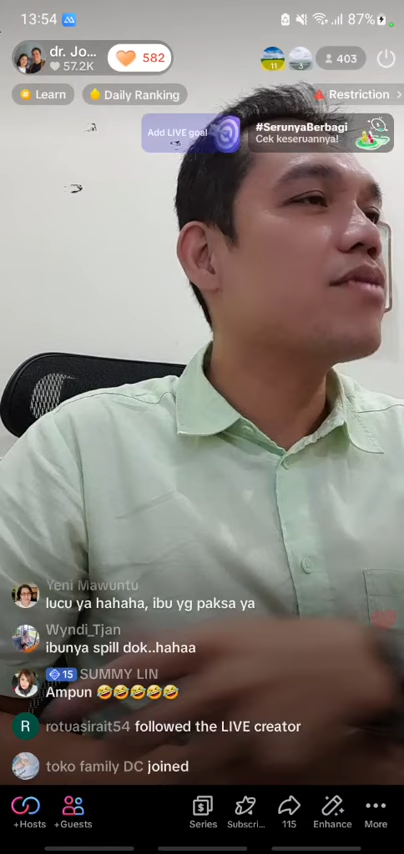 13:54
87%
dr. Jo...
57.2K
582
11
3
403
Learn
Daily Ranking
Restriction
Add LIVE goal
#SerunyaBerbagi
Cek keseruannya!
Yeni Mawuntu
lucu ya hahaha, ibu yg paksa ya
Wyndi_Tjan
ibunya spill dok..hahaa
15 SUMMY LIN
Ampun 🤣🤣🤣🤣🤣
R
rotuasirait54 followed the LIVE creator
toko family DC joined
+Hosts
+Guests
Series
Subscri...
115
Enhance
More